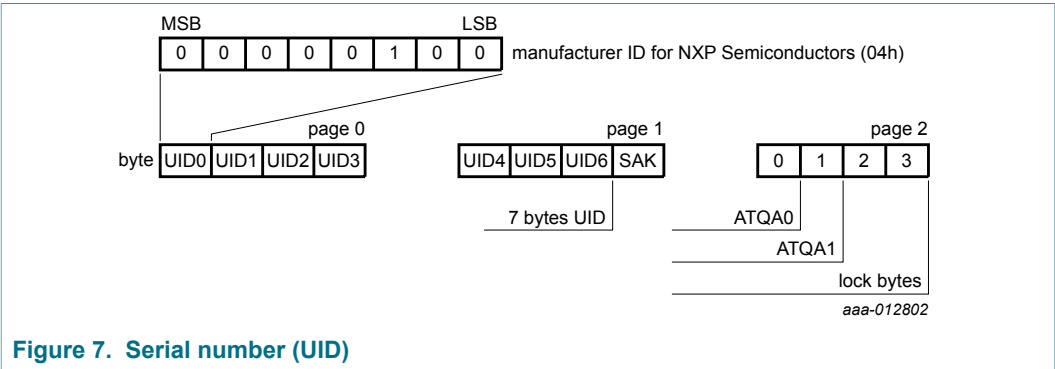 MSB LSB
0 0 0 0 0 1 0 0 manufacturer ID for NXP Semiconductors (04h)
page 0 page 1 page 2
byte UID0 UID1 UID2 UID3 UID4 UID5 UID6 SAK 0 1 2 3
7 bytes UID ATQA0
ATQA1
lock bytes
aaa-012802
Figure 7. Serial number (UID)